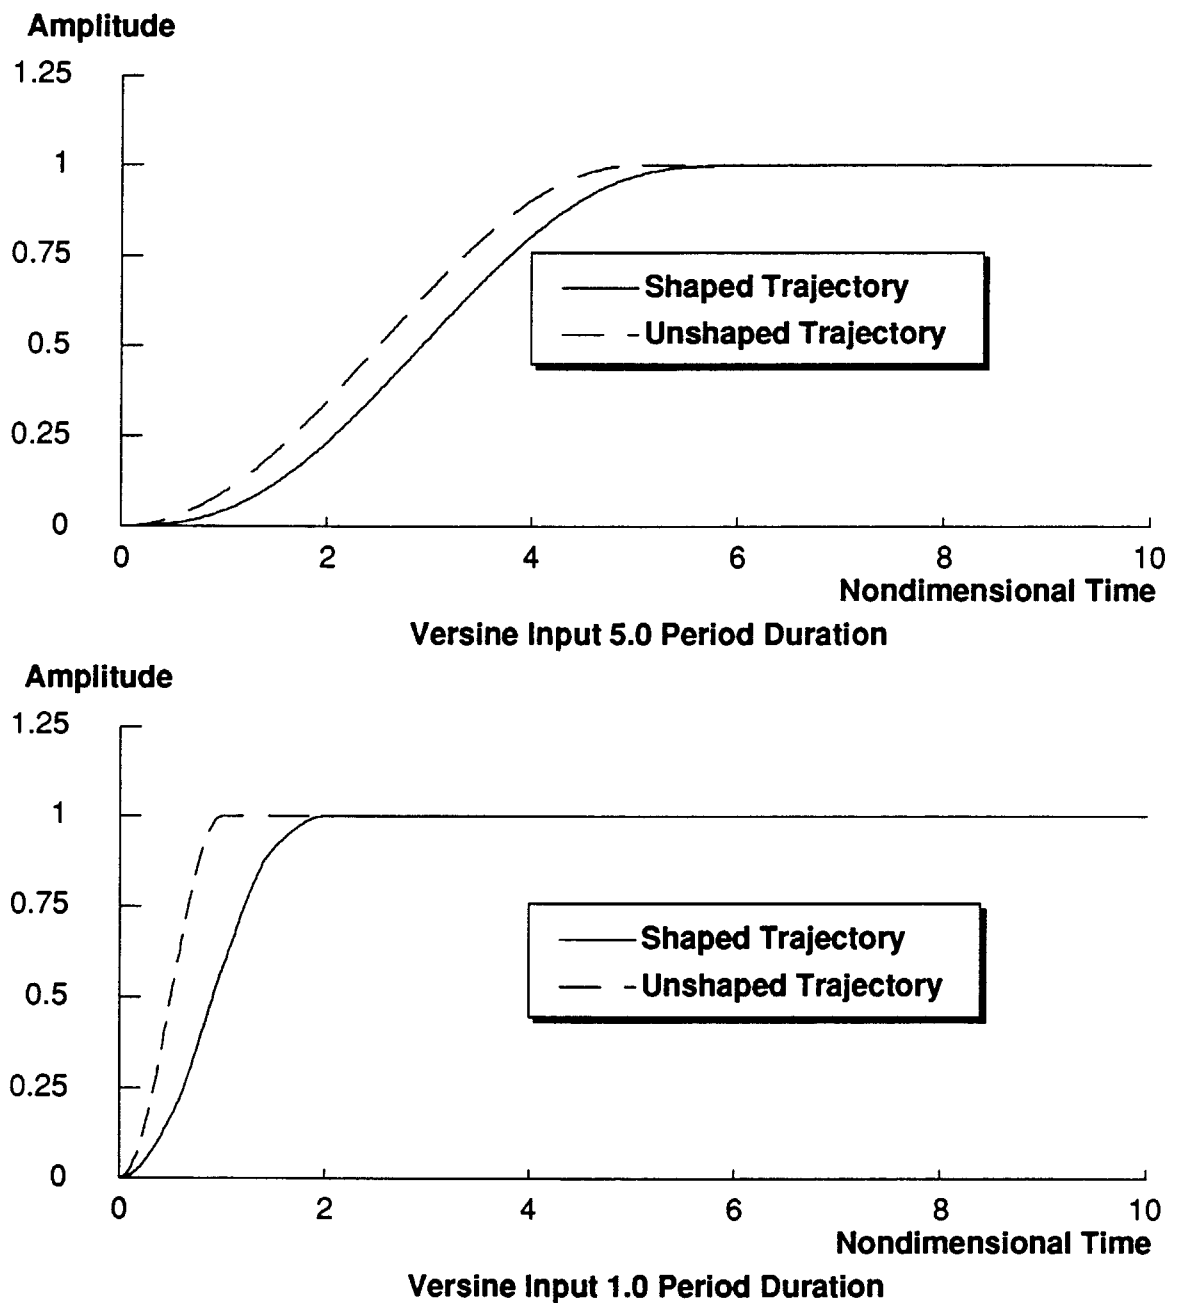 Amplitude
1.25
1
0.75
0.5
0.25
0
Shaped Trajectory
Unshaped Trajectory
0 2 4 6 8 10
Nondimensional Time
Versine Input 5.0 Period Duration
Amplitude
1.25
1
0.75
0.5
0.25
0
Shaped Trajectory
Unshaped Trajectory
0 2 4 6 8 10
Nondimensional Time
Versine Input 1.0 Period Duration